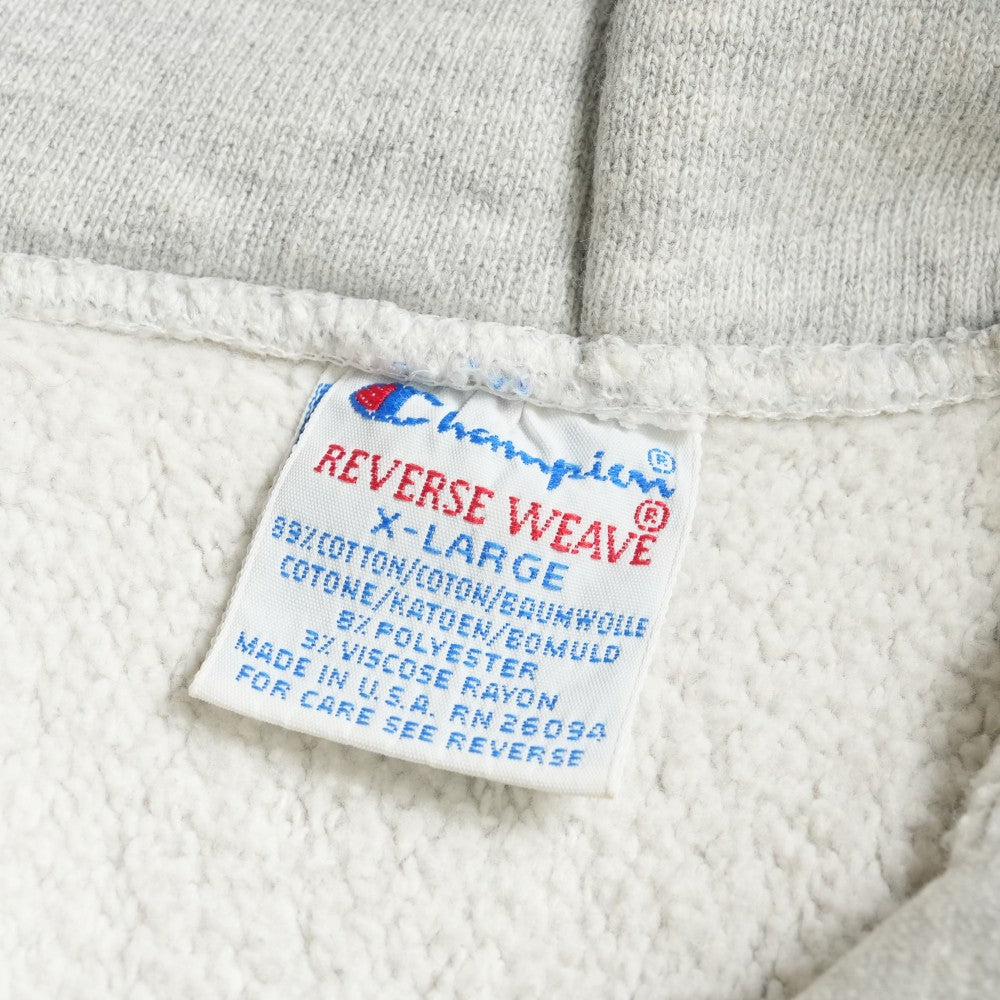 Champion®
REVERSE WEAVE®
X-LARGE
89% COTTON/COTON/BAUMWOLLE
COTONE/KATOEN/BOMULD
8% POLYESTER
3% VISCOSE RAYON
MADE IN U.S.A. RN 26094
FOR CARE SEE REVERSE